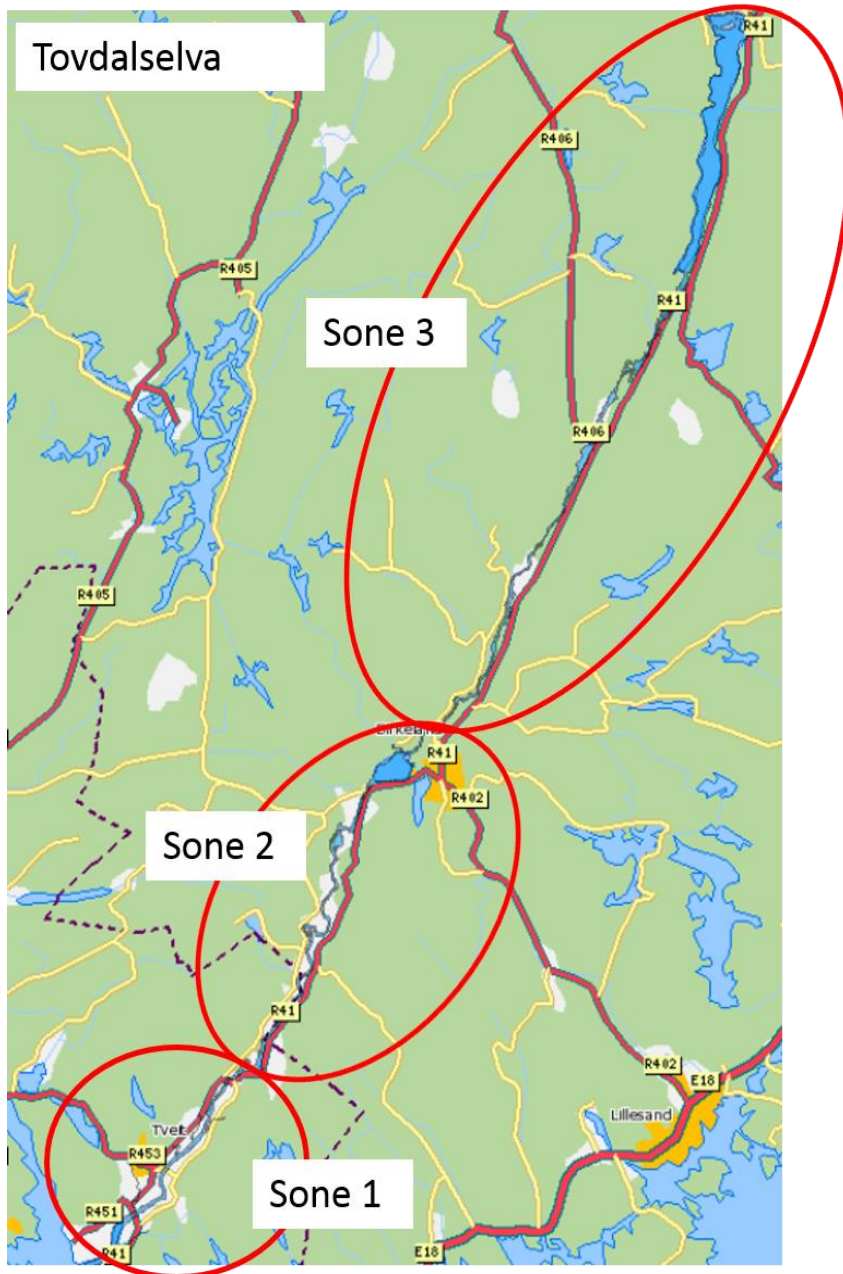 Tovdalselva
R41
R406
R405
R41
Sone 3
R406
R405
R41
R402
Sone 2
R41
R402
E18
Lillesand
Tveit
R453
Sone 1
R451
R41
E18